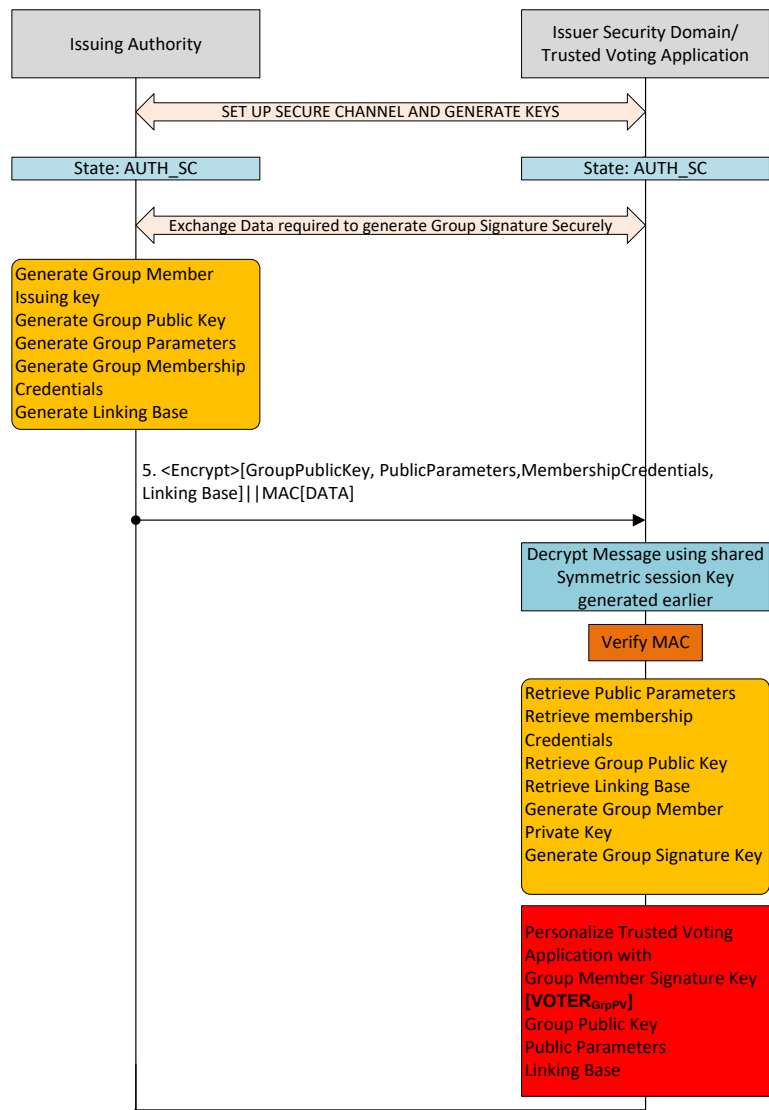 Issuing Authority
Issuer Security Domain/
Trusted Voting Application
SET UP SECURE CHANNEL AND GENERATE KEYS
State: AUTH_SC
State: AUTH_SC
Exchange Data required to generate Group Signature Securely
Generate Group Member
Issuing key
Generate Group Public Key
Generate Group Parameters
Generate Group Membership
Credentials
Generate Linking Base
5. <Encrypt>[GroupPublicKey, PublicParameters,MembershipCredentials,
Linking Base]||MAC[DATA]
Decrypt Message using shared
Symmetric session Key
generated earlier
Verify MAC
Retrieve Public Parameters
Retrieve membership
Credentials
Retrieve Group Public Key
Retrieve Linking Base
Generate Group Member
Private Key
Generate Group Signature Key
Personalize Trusted Voting
Application with
Group Member Signature Key
[VOTERGrpPV]
Group Public Key
Public Parameters
Linking Base